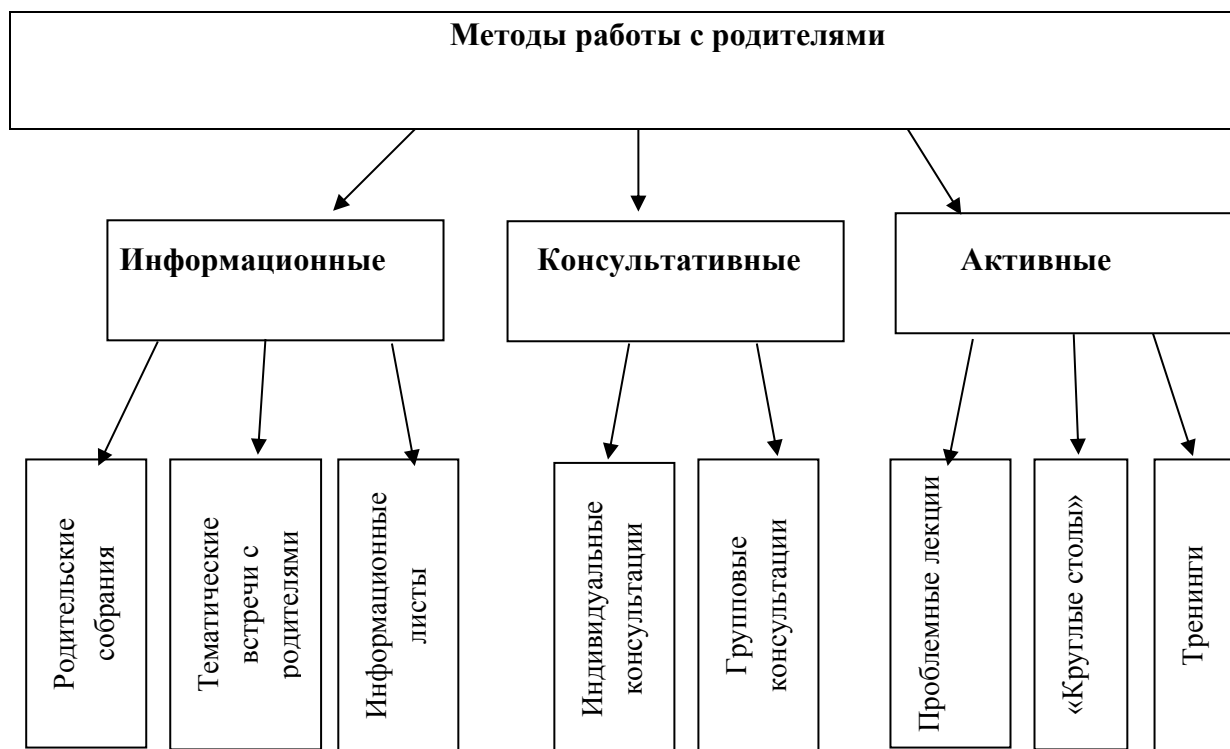 Методы работы с родителями
Информационные
Консультативные
Активные
Родительские
собрания
Тематические
встречи с
родителями
Информационные
листы
Индивидуальные
консультации
Групповые
консультации
Проблемные лекции
«Круглые столы»
Тренинги